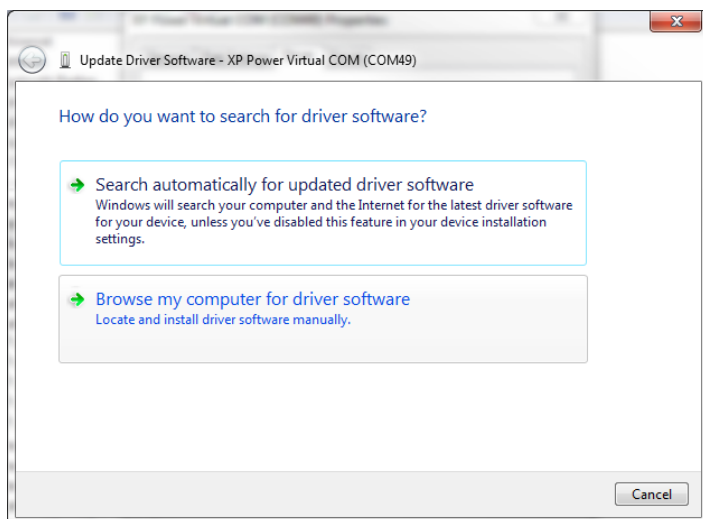 Update Driver Software - XP Power Virtual COM (COM49)
How do you want to search for driver software?
Search automatically for updated driver software
Windows will search your computer and the Internet for the latest driver software
for your device, unless you've disabled this feature in your device installation
settings.
Browse my computer for driver software
Locate and install driver software manually.
Cancel